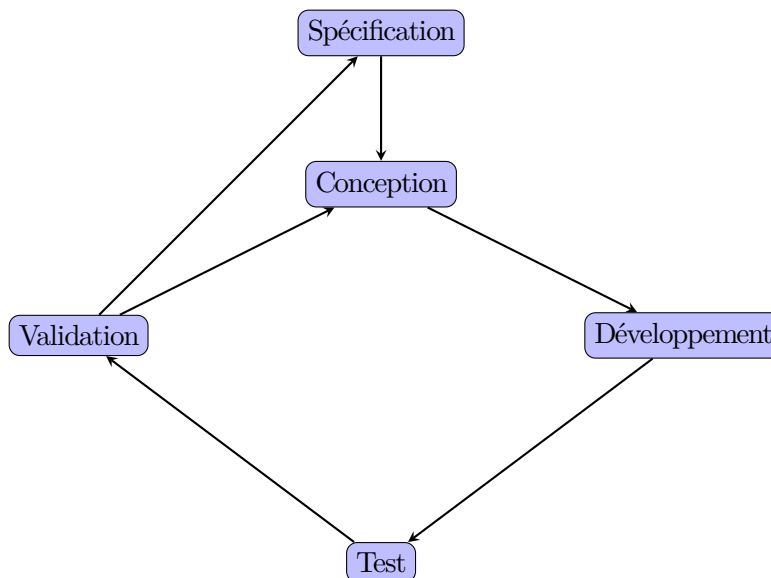 Spécification
Conception
Validation
Développement
Test